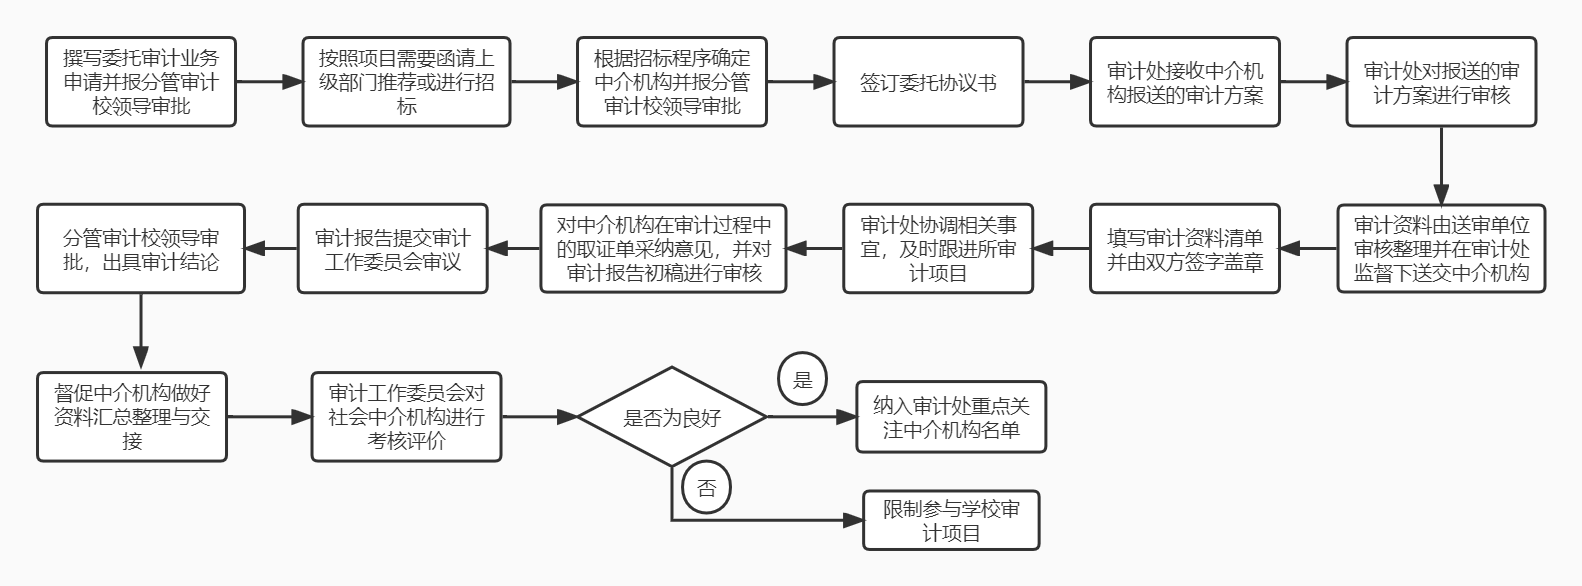 撰写委托审计业务
申请并报分管审计
校领导审批
按照项目需要函请上
级部门推荐或进行招
标
根据招标程序确定
中介机构并报分管
审计校领导审批
签订委托协议书
审计处接收中介机
构报送的审计方案
审计处对报送的审
计方案进行审核
审计资料由送审单位
审核整理并在审计处
监督下送交中介机构
填写审计资料清单
并由双方签字盖章
审计处协调相关事
宜，及时跟进所审
计项目
对中介机构在审计过程中
的取证单采纳意见，并对
审计报告初稿进行审核
审计报告提交审计
工作委员会审议
分管审计校领导审
批，出具审计结论
督促中介机构做好
资料汇总整理与交
接
审计工作委员会对
社会中介机构进行
考核评价
是否为良好
是
纳入审计处重点关
注中介机构名单
否
限制参与学校审
计项目